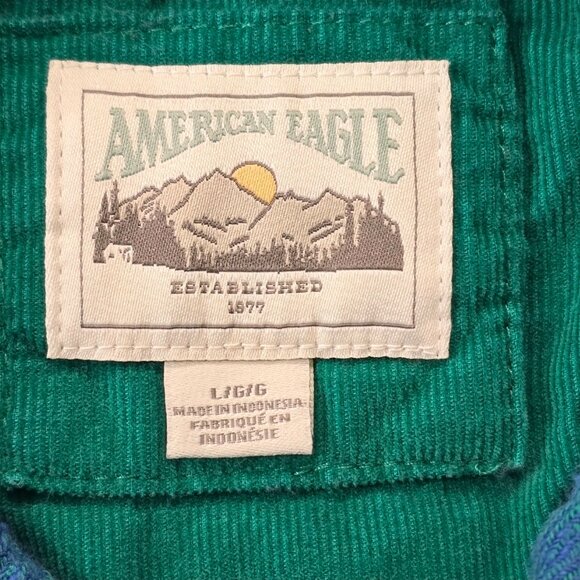 AMERICAN EAGLE
ESTABLISHED
1977
L/G/G
MADE IN INDONESIA
FABRIQUÉ EN
INDONÉSIE